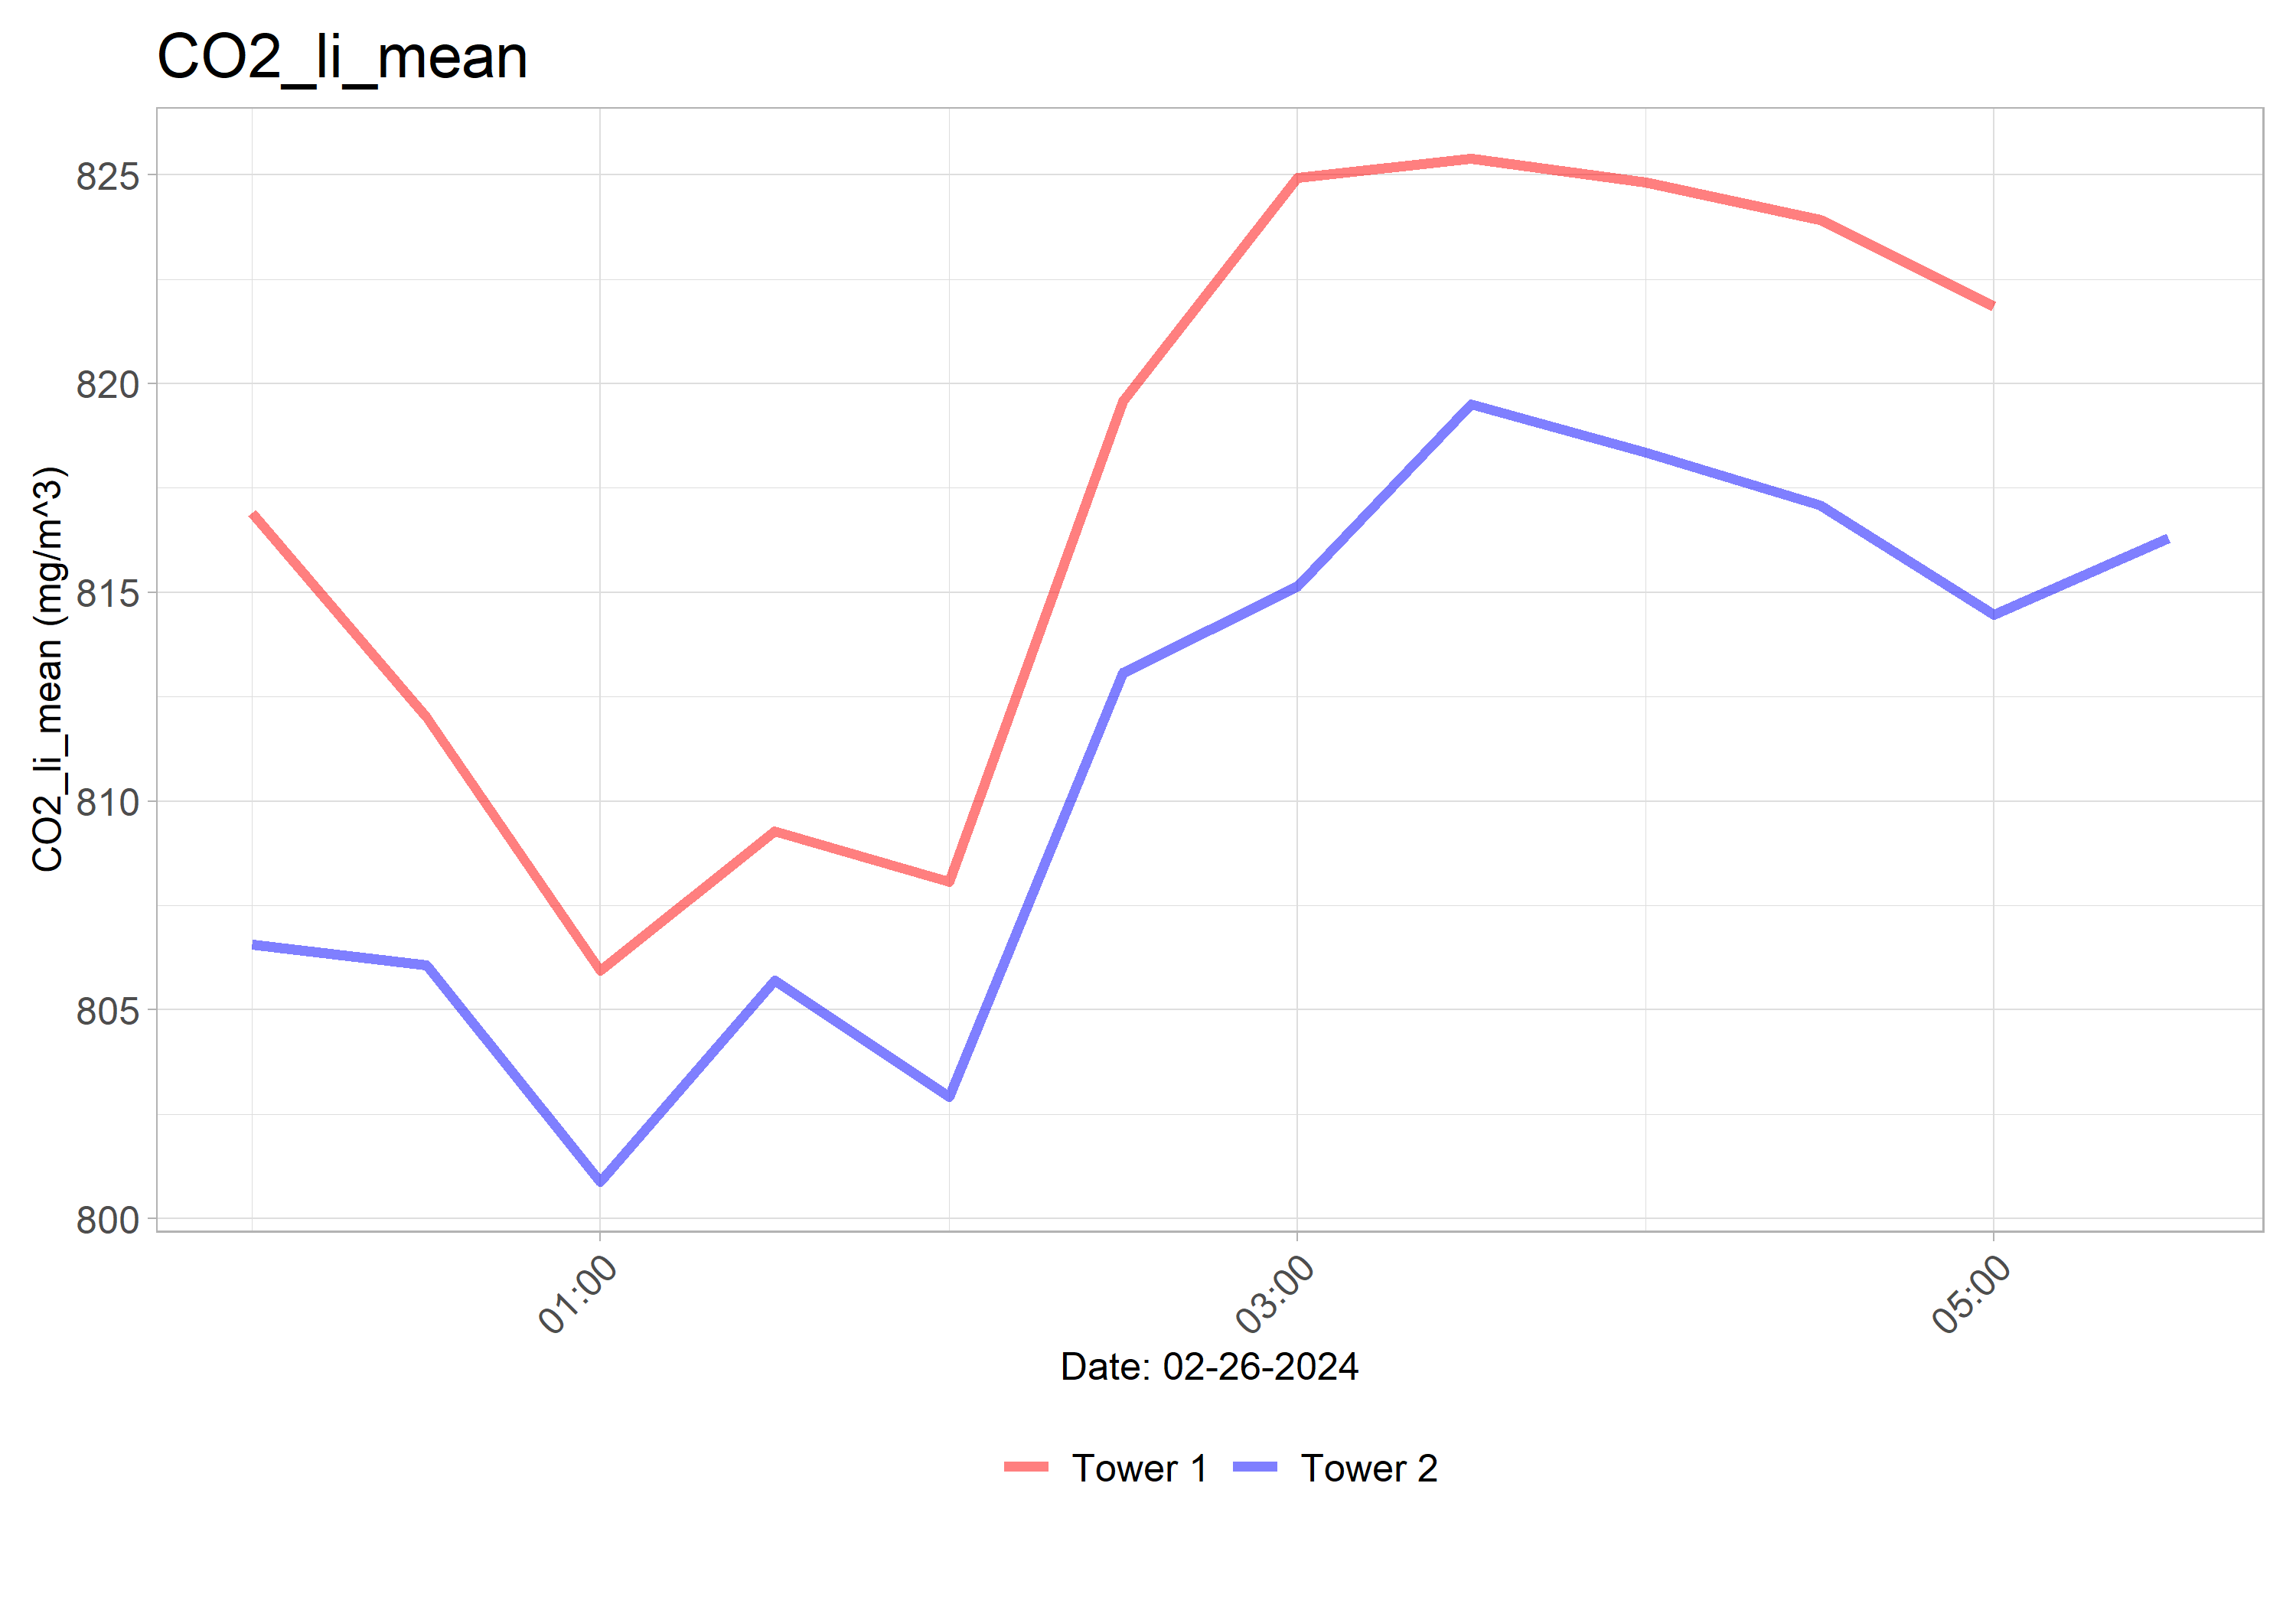 CO2_li_mean
CO2_li_mean (mg/m^3)
825
820
815
810
805
800
01:00
03:00
05:00
Date: 02-26-2024
Tower 1
Tower 2